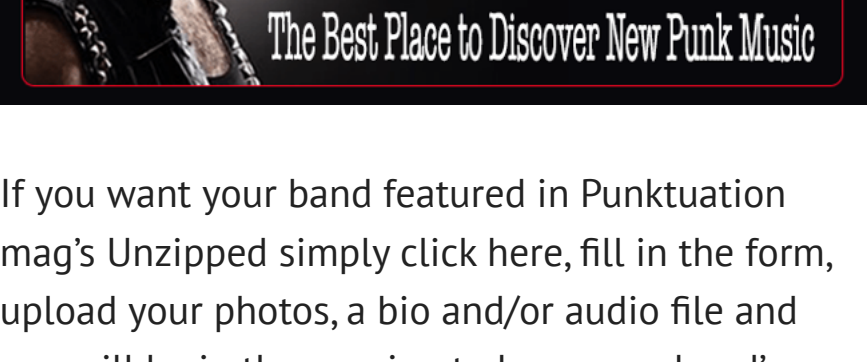 The Best Place to Discover New Punk Music
If you want your band featured in Punktuation
mag’s Unzipped simply click here, fill in the form,
upload your photos, a bio and/or audio file and